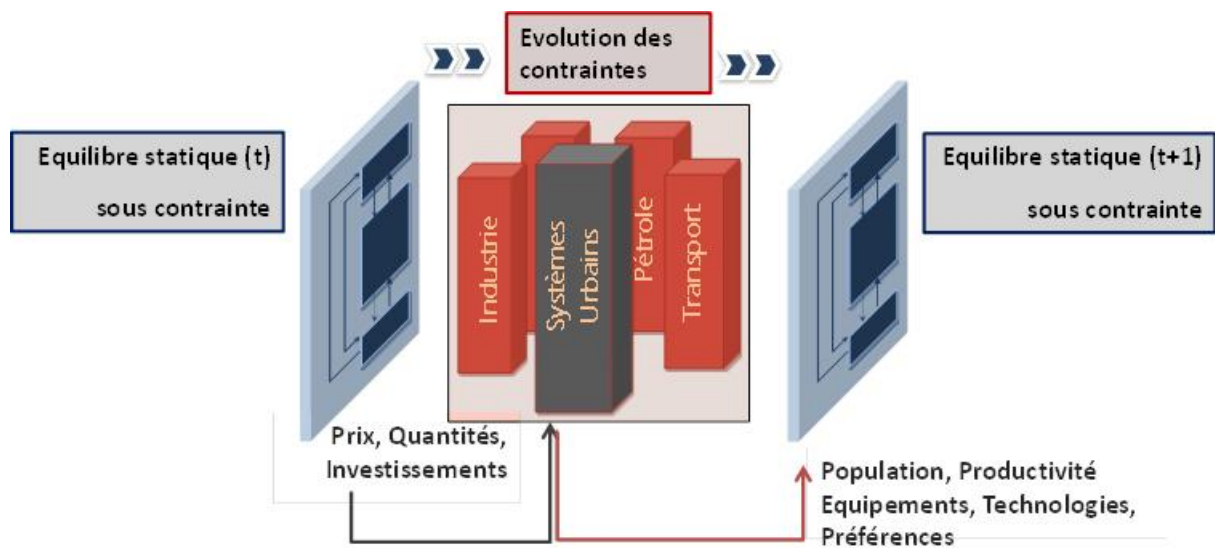 Evolution des
contraintes
Equilibre statique (t)
sous contrainte
Industrie
Systèmes
Urbains
Pétrole
Transport
Equilibre statique (t+1)
sous contrainte
Prix, Quantités,
Investissements
Population, Productivité
Equipements, Technologies,
Préférences